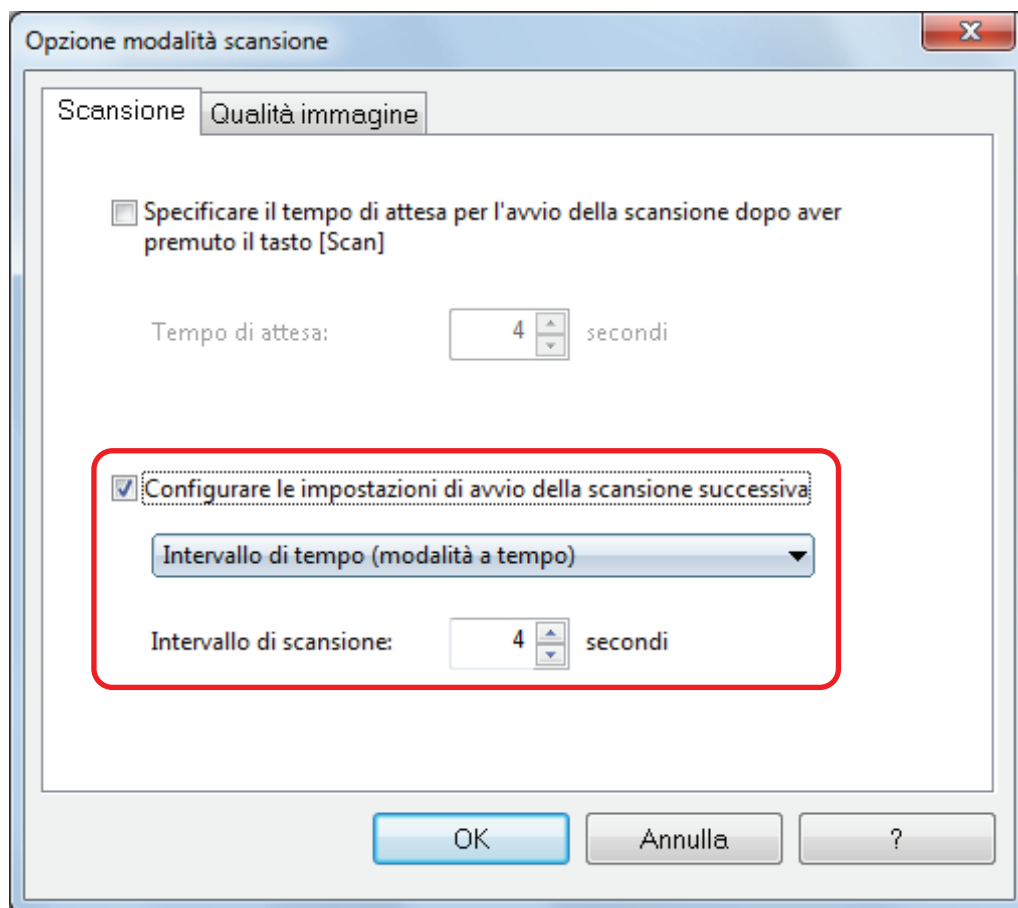 Opzione modalità scansione
Scansione
Qualità immagine
Specificare il tempo di attesa per l'avvio della scansione dopo aver
premuto il tasto [Scan]
Tempo di attesa: 4 secondi
Configurare le impostazioni di avvio della scansione successiva
Intervallo di tempo (modalità a tempo)
Intervallo di scansione: 4 secondi
OK
Annulla
?